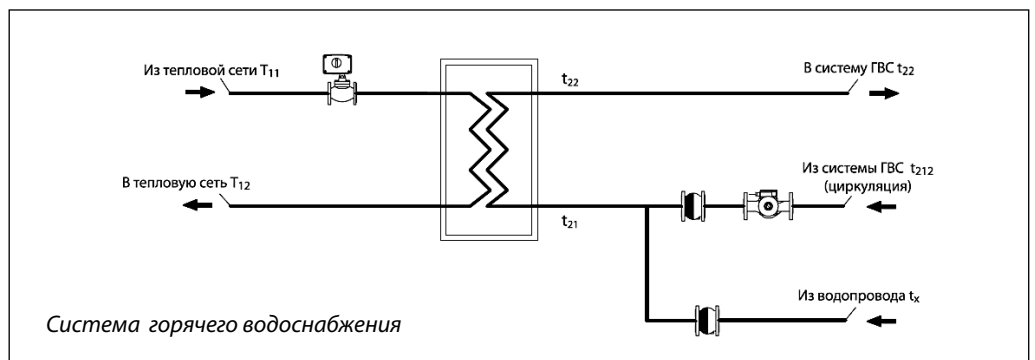 Из тепловой сети T11
В систему ГВС t22
t22
В тепловую сеть T12
Из системы ГВС t212
(циркуляция)
t21
Из водопровода tx
Система горячего водоснабжения